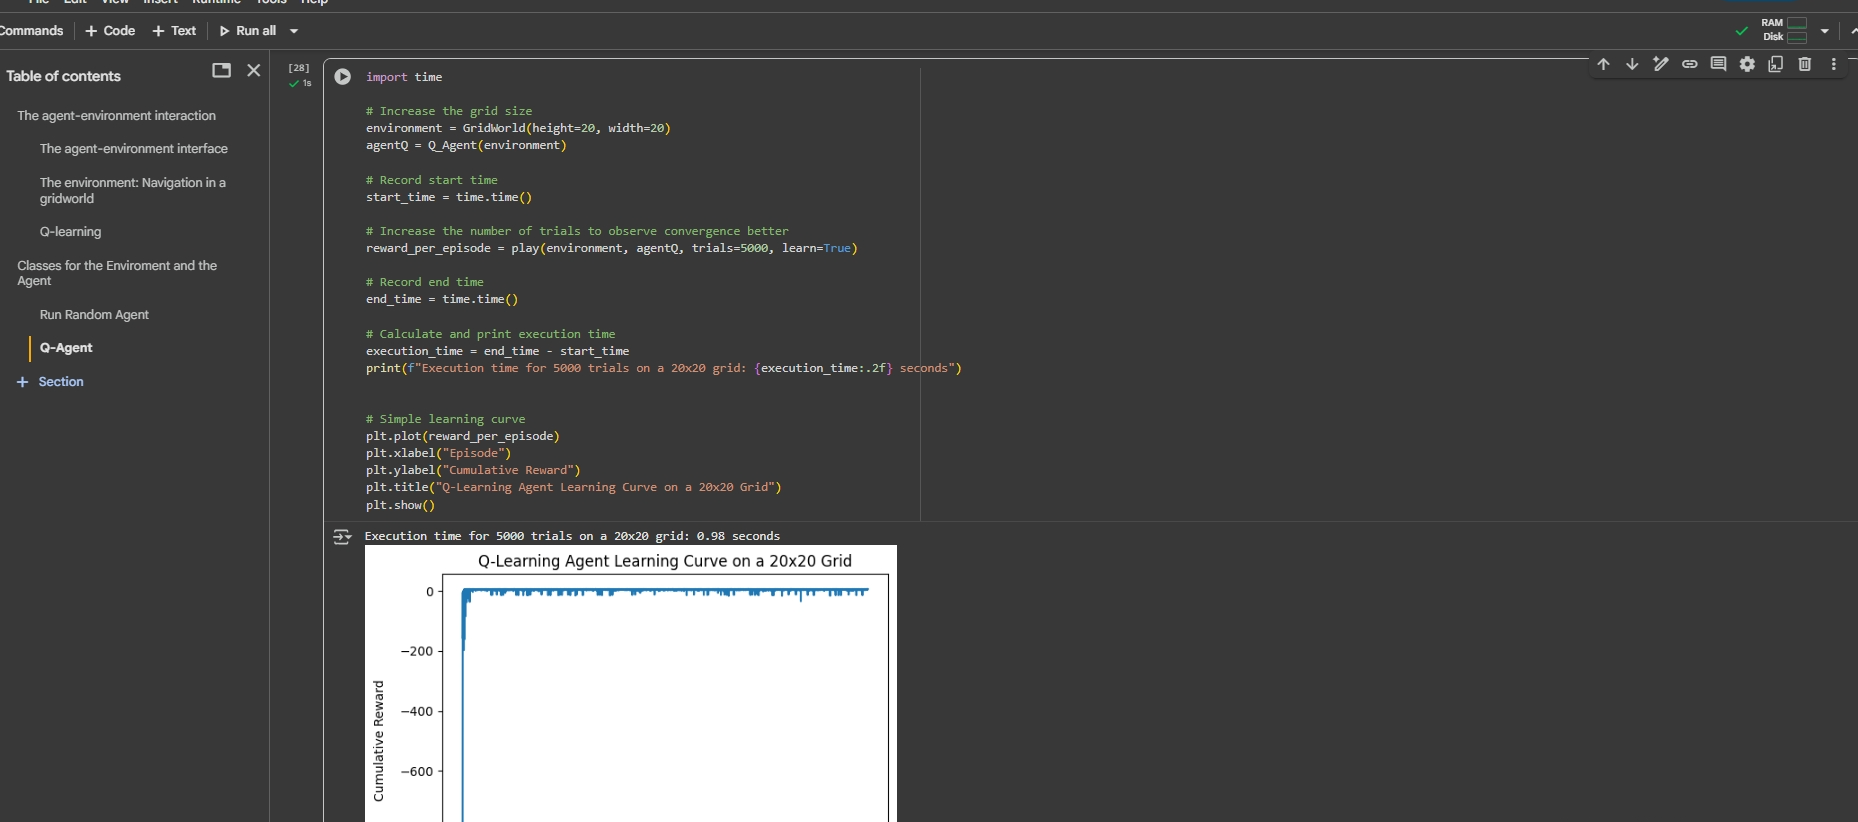 File Edit View Insert Runtime Tools Help
Commands + Code + Text Run all
RAM
Disk
Table of contents
The agent-environment interaction
The agent-environment interface
The environment: Navigation in a
gridworld
Q-learning
Classes for the Enviroment and the
Agent
Run Random Agent
Q-Agent
+ Section
[28]
1s
import time
# Increase the grid size
environment = GridWorld(height=20, width=20)
agentQ = Q_Agent(environment)
# Record start time
start_time = time.time()
# Increase the number of trials to observe convergence better
reward_per_episode = play(environment, agentQ, trials=5000, learn=True)
# Record end time
end_time = time.time()
# Calculate and print execution time
execution_time = end_time - start_time
print(f"Execution time for 5000 trials on a 20x20 grid: {execution_time:.2f} seconds")
# Simple learning curve
plt.plot(reward_per_episode)
plt.xlabel("Episode")
plt.ylabel("Cumulative Reward")
plt.title("Q-Learning Agent Learning Curve on a 20x20 Grid")
plt.show()
Execution time for 5000 trials on a 20x20 grid: 0.98 seconds
Q-Learning Agent Learning Curve on a 20x20 Grid
0
−200
−400
−600
Cumulative Reward